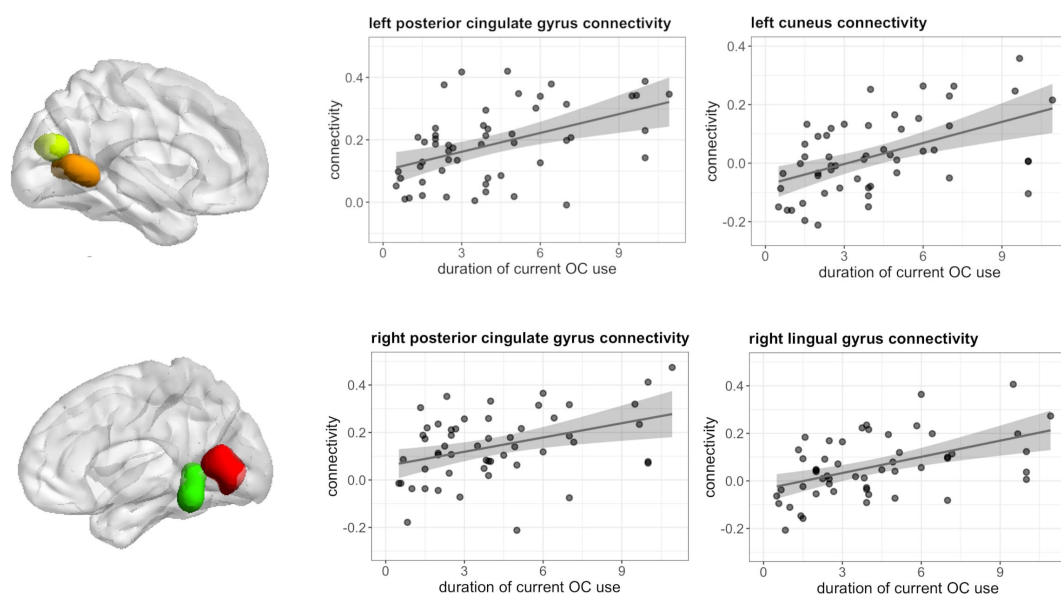 left posterior cingulate gyrus connectivity
connectivity
0.4
0.2
0.0
0 3 6 9
duration of current OC use
left cuneus connectivity
connectivity
0.4
0.2
0.0
-0.2
0 3 6 9
duration of current OC use
right posterior cingulate gyrus connectivity
connectivity
0.4
0.2
0.0
-0.2
0 3 6 9
duration of current OC use
right lingual gyrus connectivity
connectivity
0.4
0.2
0.0
-0.2
0 3 6 9
duration of current OC use